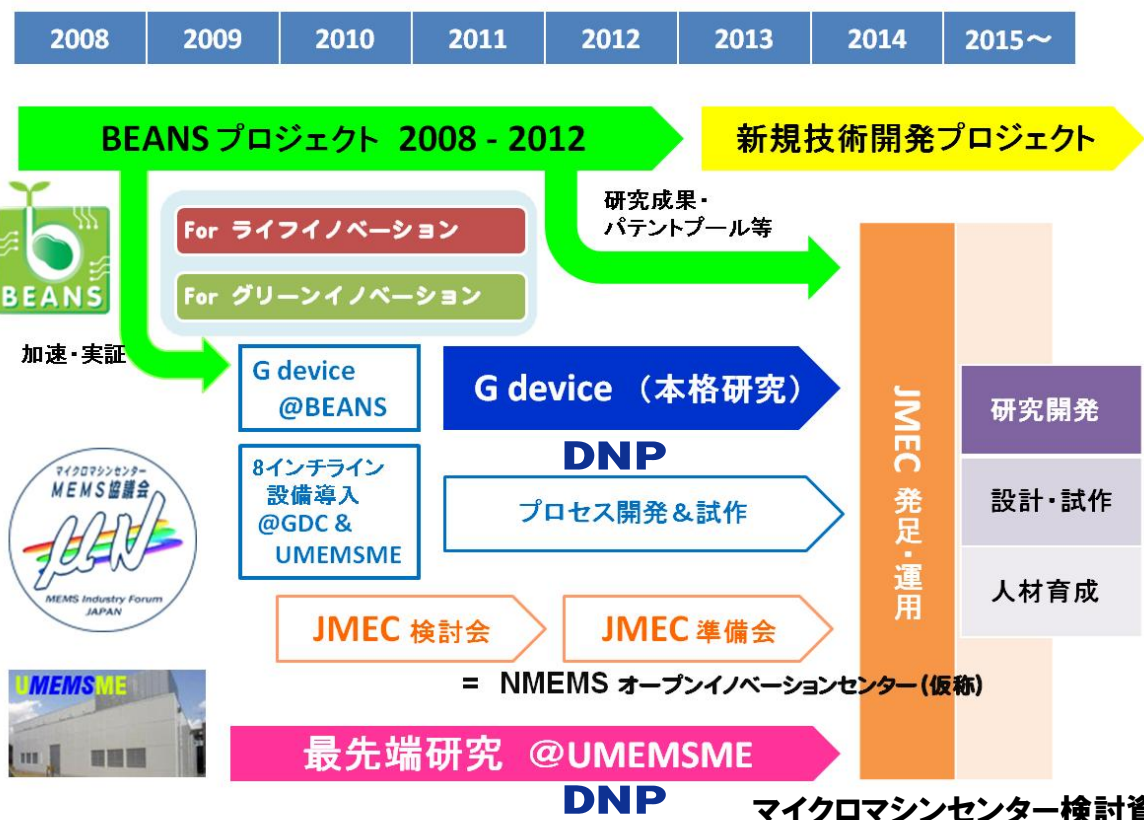 2008 2009 2010 2011 2012 2013 2014 2015～
BEANS プロジェクト 2008 - 2012
新規技術開発プロジェクト
研究成果・
パテントプール等
For ライフイノベーション
For グリーンイノベーション
BEANS
加速・実証
G device
@BEANS
G device （本格研究）
DNP
8インチライン
設備導入
@GDC &
UMEMSME
プロセス開発＆試作
マイクロマシンセンター
MEMS協議会
MEMS Industry Forum
JAPAN
JMEC 検討会
JMEC 準備会
= NMEMS オープンイノベーションセンター（仮称）
JMEC 発足・運用
研究開発
設計・試作
人材育成
UMEMSME
最先端研究 @UMEMSME
DNP
マイクロマシンセンター検討資